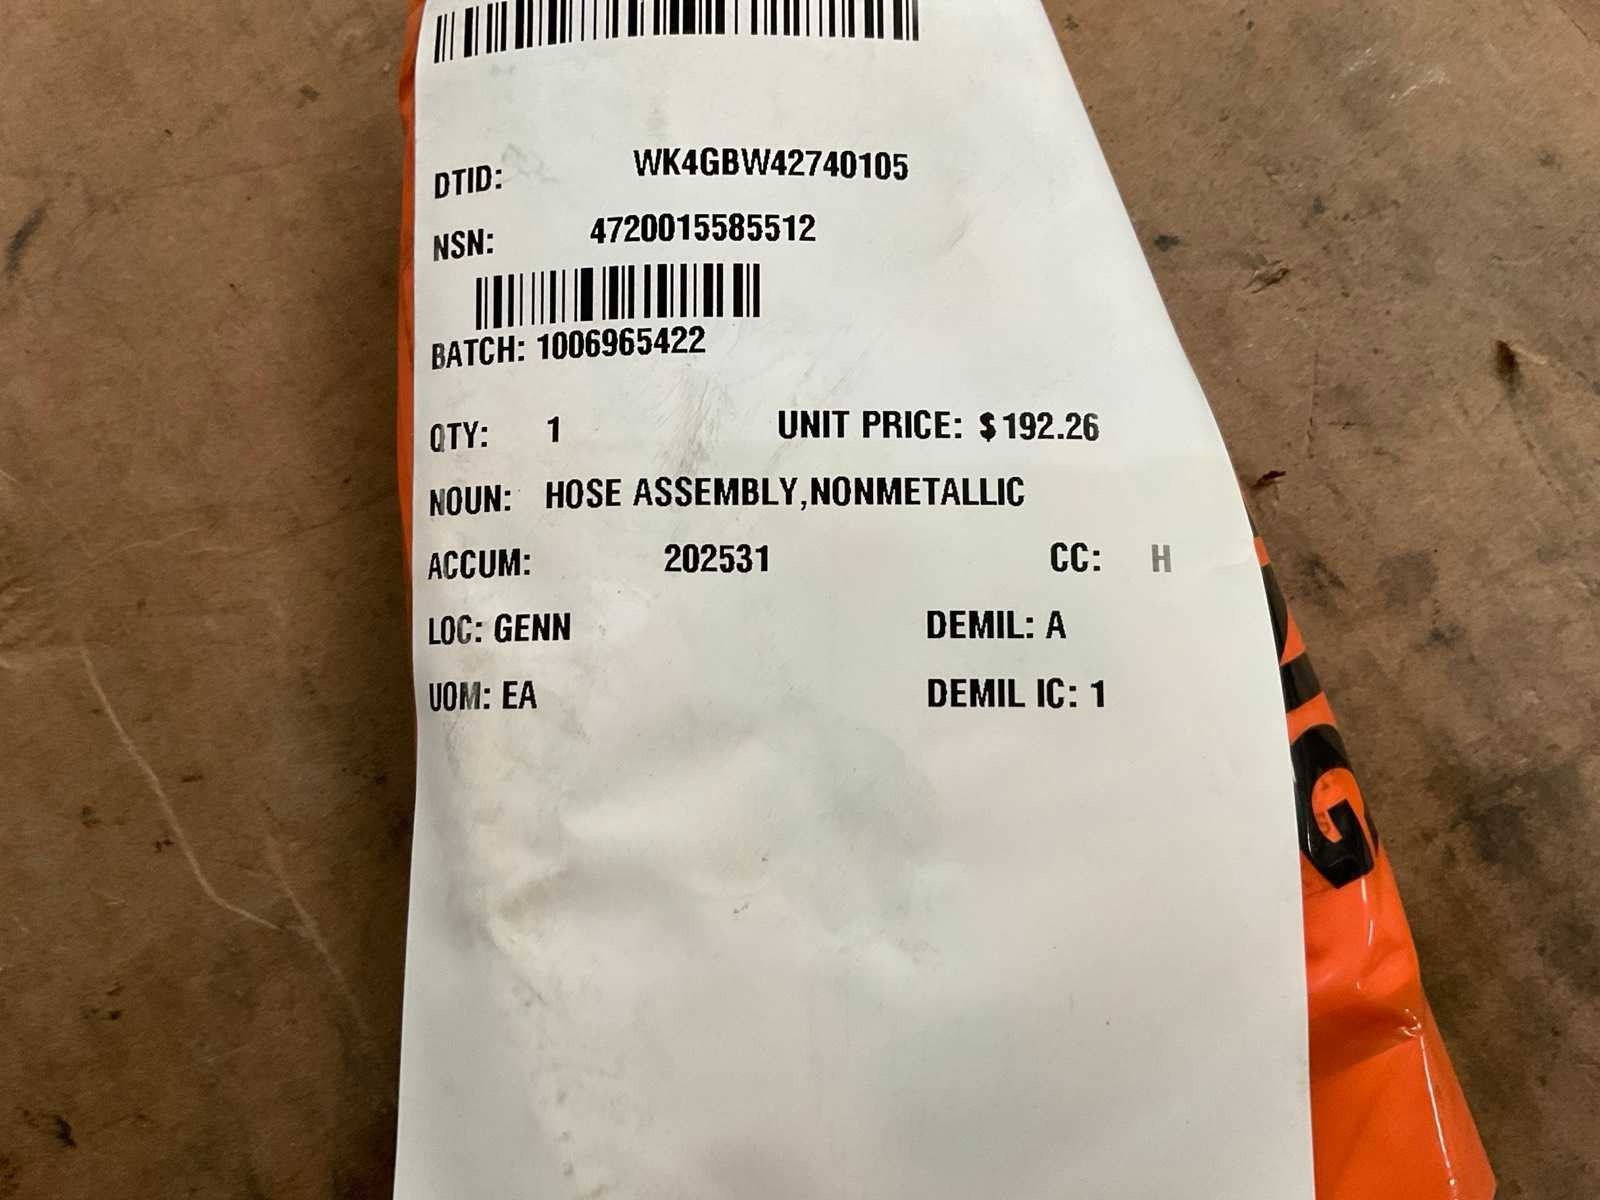 DTID: WK4GBW42740105
NSN: 4720015585512
BATCH: 1006965422
QTY: 1 UNIT PRICE: $192.26
NOUN: HOSE ASSEMBLY,NONMETALLIC
ACCUM: 202531 CC: H
LOC: GENN DEMIL: A
UOM: EA DEMIL IC: 1